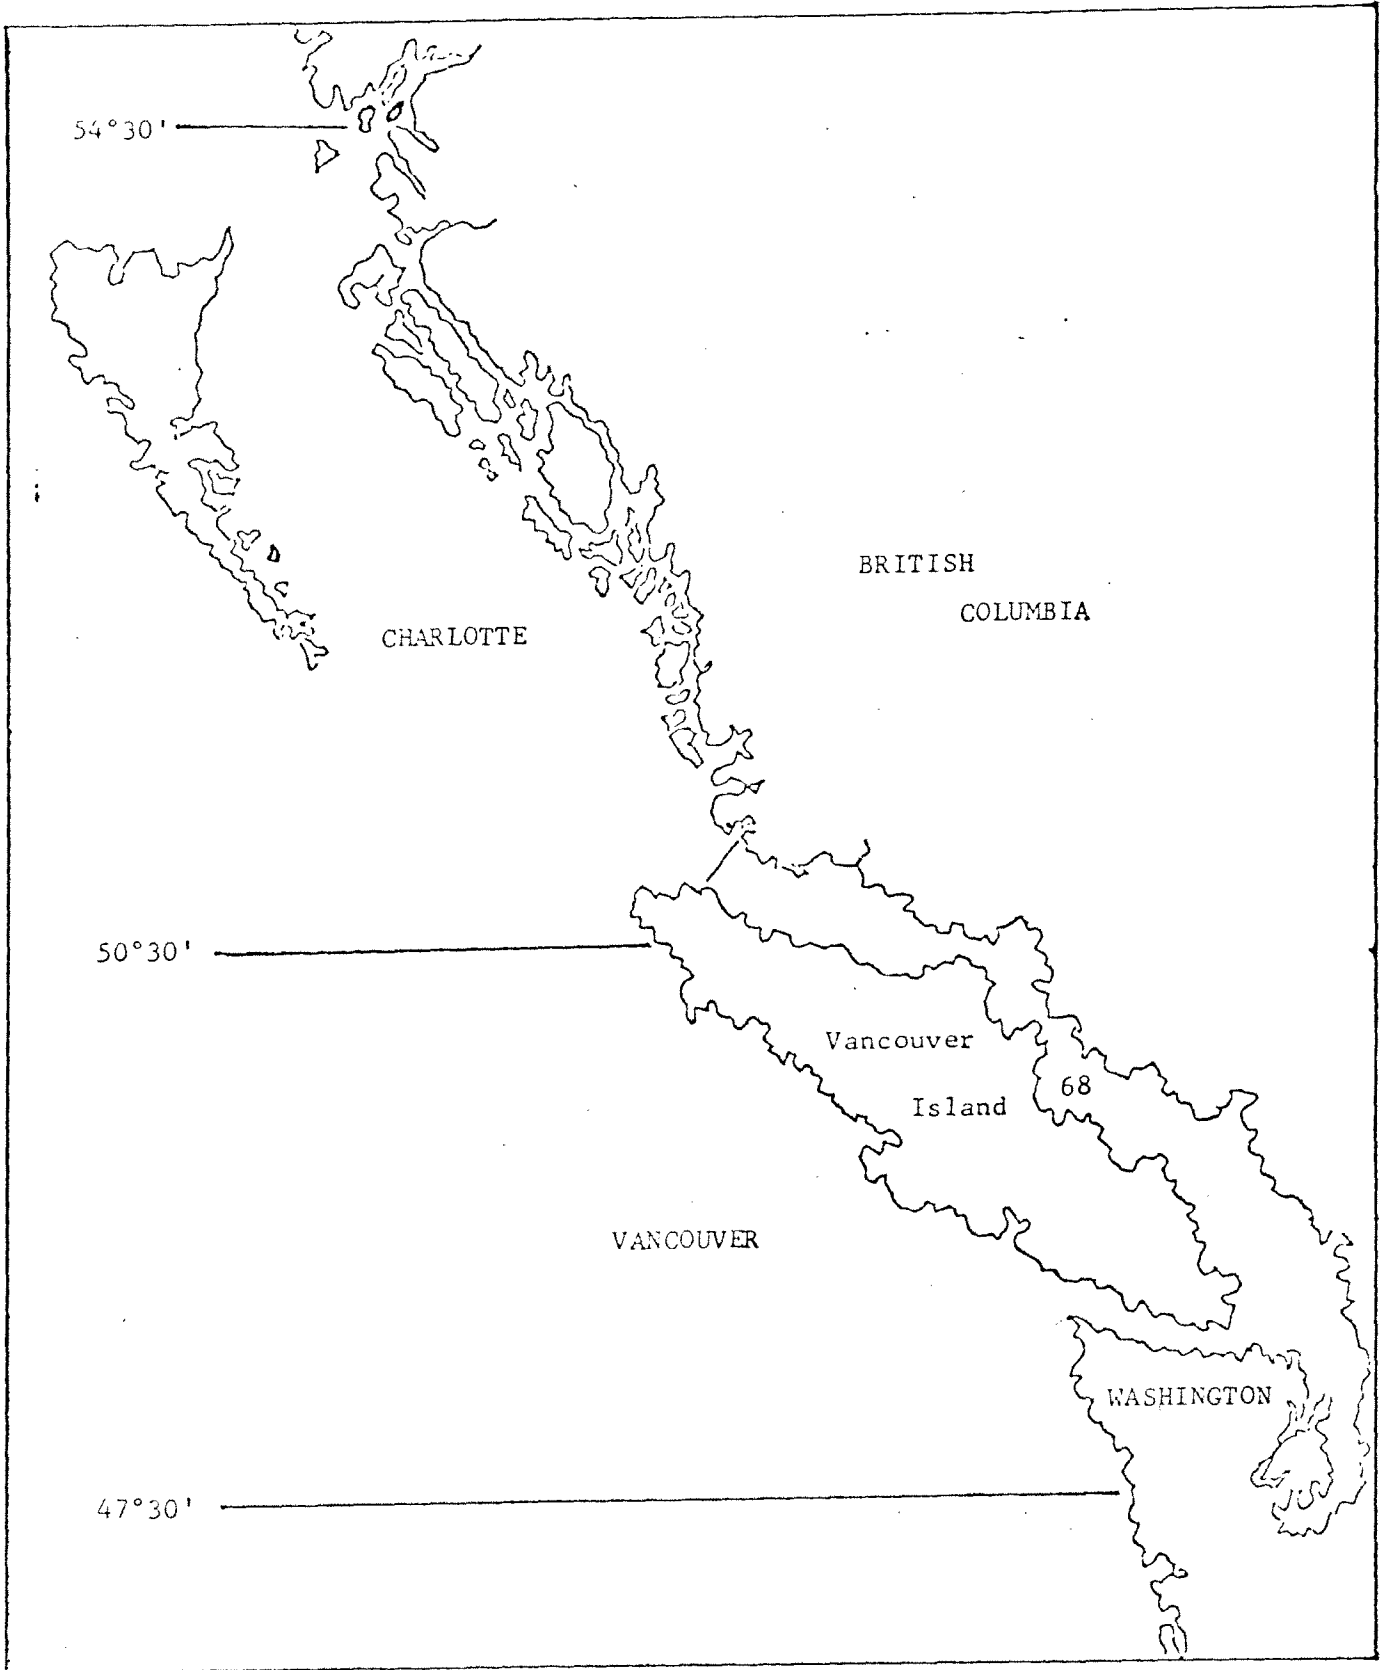 54°30'
BRITISH
COLUMBIA
CHARLOTTE
50°30'
Vancouver
68
Island
VANCOUVER
WASHINGTON
47°30'